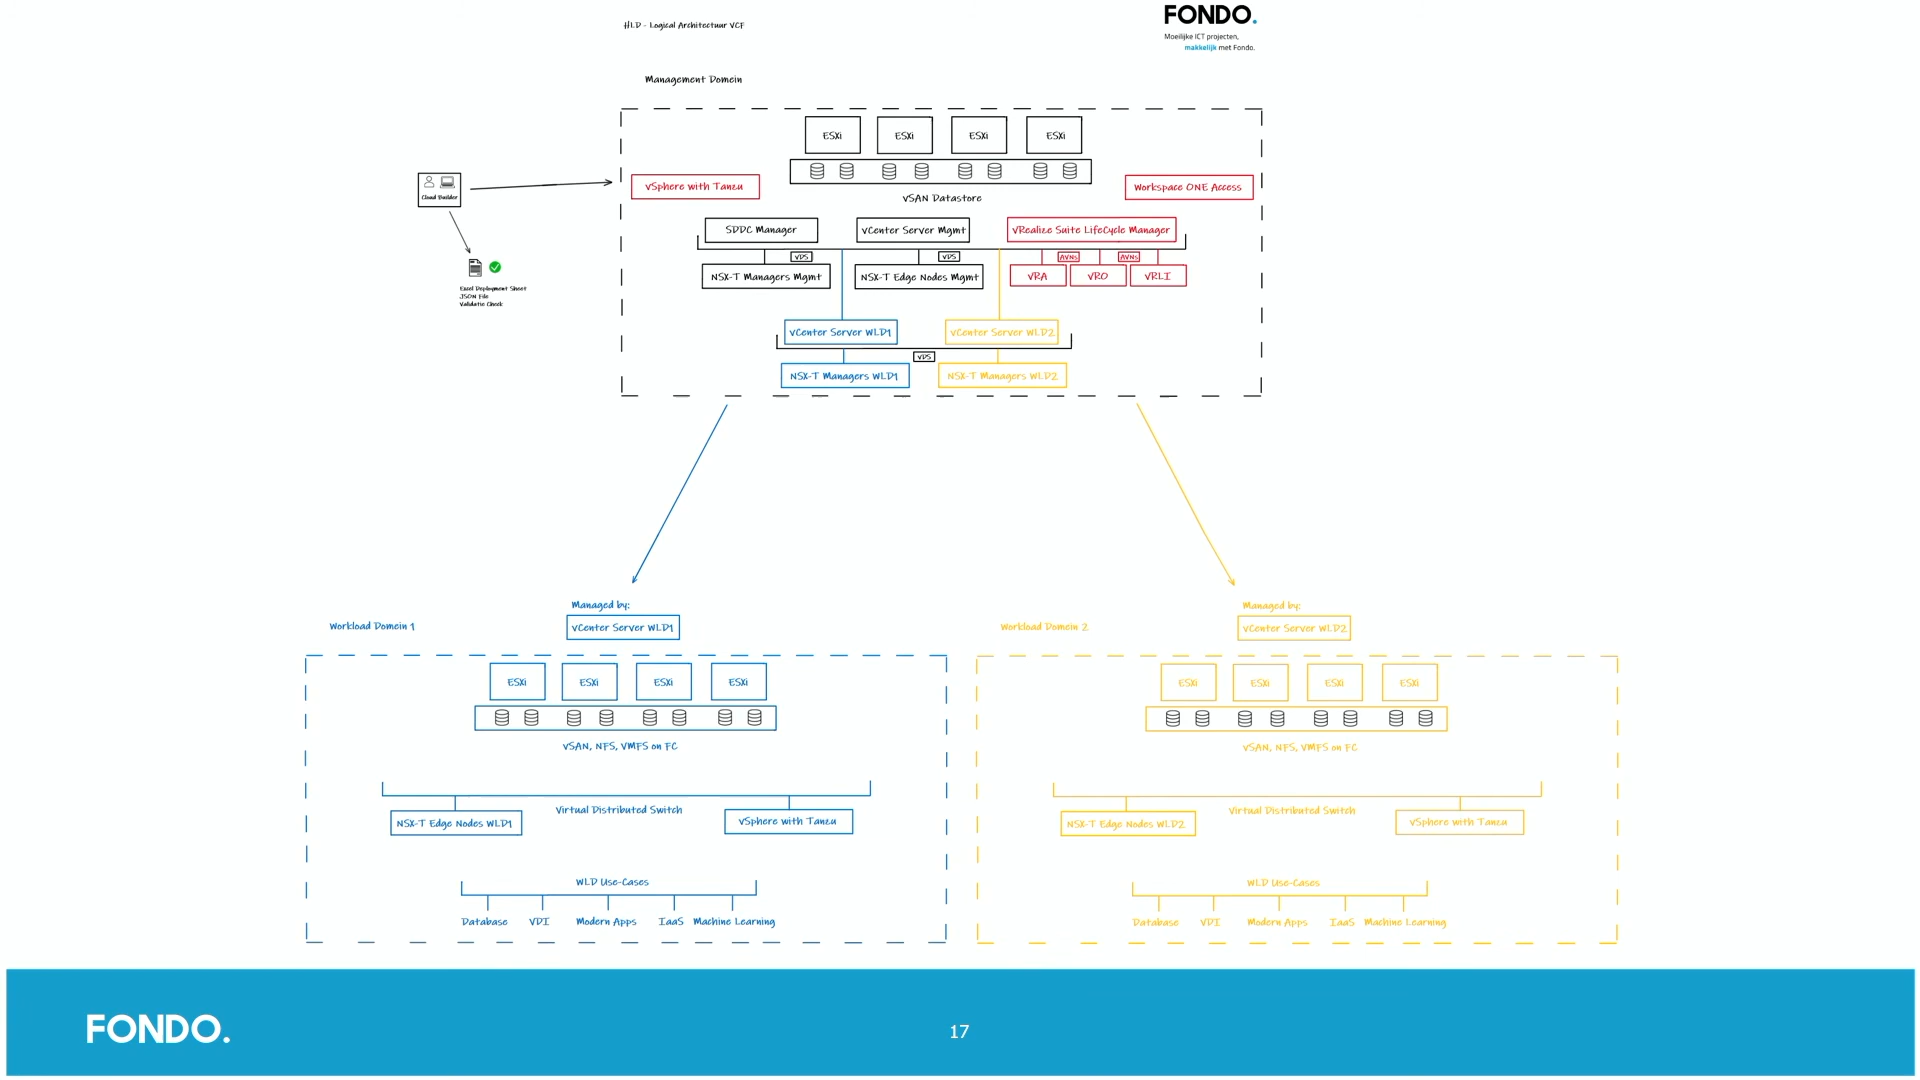 HLD - Logical Architectuur VCF
FONDO.
Moeilijke ICT projecten,
makkelijk met Fondo.
Management Domein
ESXi ESXi ESXi ESXi
vSphere with Tanzu
Workspace ONE Access
Cloud Builder
vSAN Datastore
SDDC Manager
vCenter Server Mgmt
vRealize Suite LifeCycle Manager
VDS VDS AVNs AVNs
NSX-T Managers Mgmt
NSX-T Edge Nodes Mgmt
VRA VRO VRLI
Excel Deployment Sheet
JSON File
Validatie Check
vCenter Server WLD1
vCenter Server WLD2
VDS
NSX-T Managers WLD1
NSX-T Managers WLD2
Managed by:
Workload Domein 1
vCenter Server WLD1
ESXi ESXi ESXi ESXi
vSAN, NFS, VMFS on FC
Virtual Distributed Switch
NSX-T Edge Nodes WLD1
vSphere with Tanzu
WLD Use-Cases
Database VDI Modern Apps IaaS Machine Learning
Managed by:
Workload Domein 2
vCenter Server WLD2
ESXi ESXi ESXi ESXi
vSAN, NFS, VMFS on FC
Virtual Distributed Switch
NSX-T Edge Nodes WLD2
vSphere with Tanzu
WLD Use-Cases
Database VDI Modern Apps IaaS Machine Learning
FONDO.
17